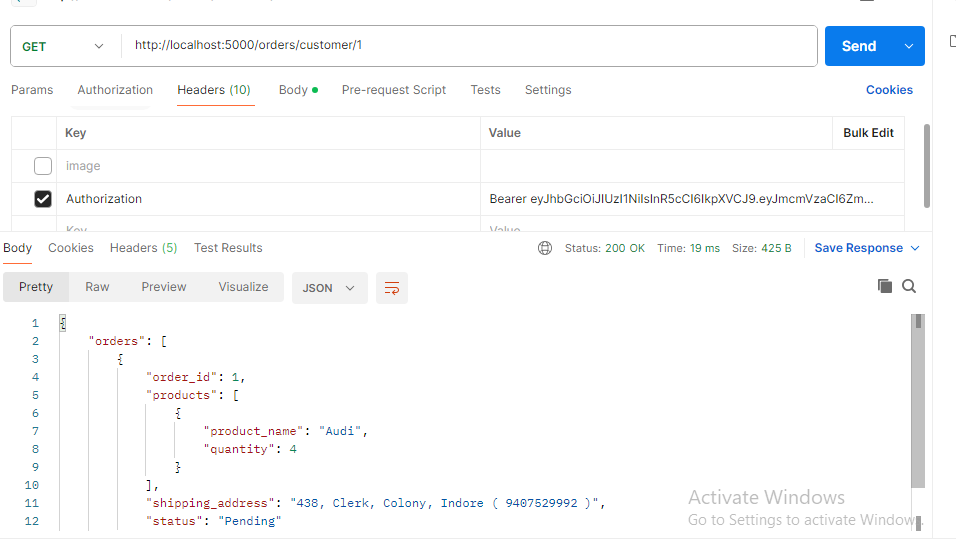 GET http://localhost:5000/orders/customer/1 Send
Params Authorization Headers (10) Body Pre-request Script Tests Settings Cookies
Key Value Bulk Edit
image
Authorization Bearer eyJhbGciOiJIUzI1NiIsInR5cCI6IkpXVCJ9.eyJmcmVzaCI6Zm...
Key Value
Body Cookies Headers (5) Test Results Status: 200 OK Time: 19 ms Size: 425 B Save Response
Pretty Raw Preview Visualize JSON
1 {
2 "orders": [
3 {
4 "order_id": 1,
5 "products": [
6 {
7 "product_name": "Audi",
8 "quantity": 4
9 }
10 ],
11 "shipping_address": "438, Clerk, Colony, Indore ( 9407529992 )",
12 "status": "Pending"
Activate Windows
Go to Settings to activate Windows.